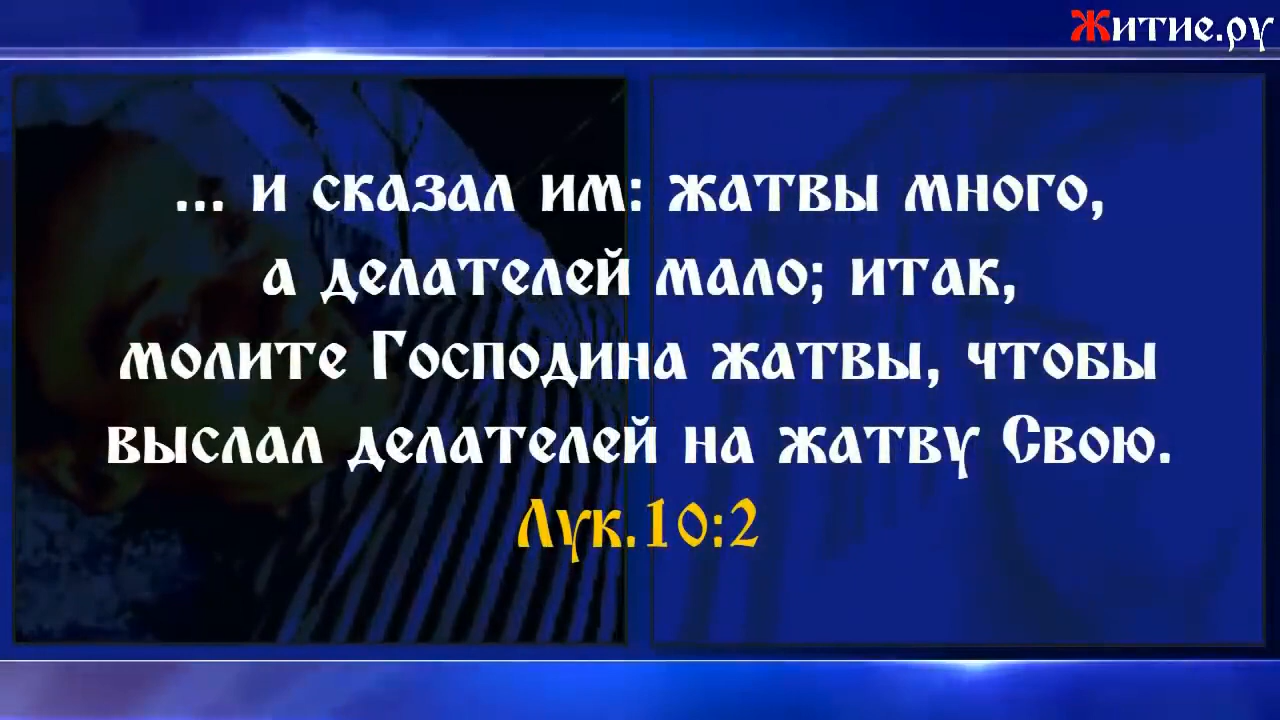 Житие.ру
... и сказал им: жатвы много,
а делателей мало; итак,
молите Господина жатвы, чтобы
выслал делателей на жатву Свою.
Лук.10:2